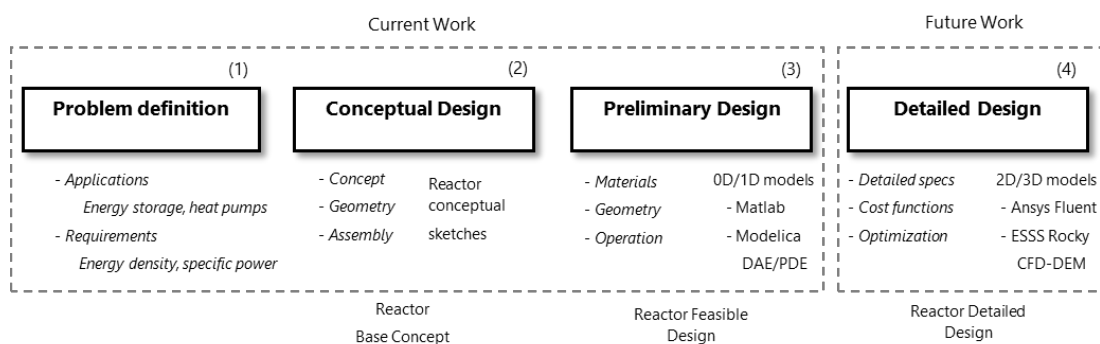 Current Work
Future Work
(1)
(2)
(3)
(4)
Problem definition
Conceptual Design
Preliminary Design
Detailed Design
- Applications
Energy storage, heat pumps
- Requirements
Energy density, specific power
- Concept
- Geometry
- Assembly
Reactor
conceptual
sketches
- Materials
- Geometry
- Operation
0D/1D models
- Matlab
- Modelica
DAE/PDE
- Detailed specs
- Cost functions
- Optimization
2D/3D models
- Ansys Fluent
- ESSS Rocky
CFD-DEM
Reactor
Base Concept
Reactor Feasible
Design
Reactor Detailed
Design